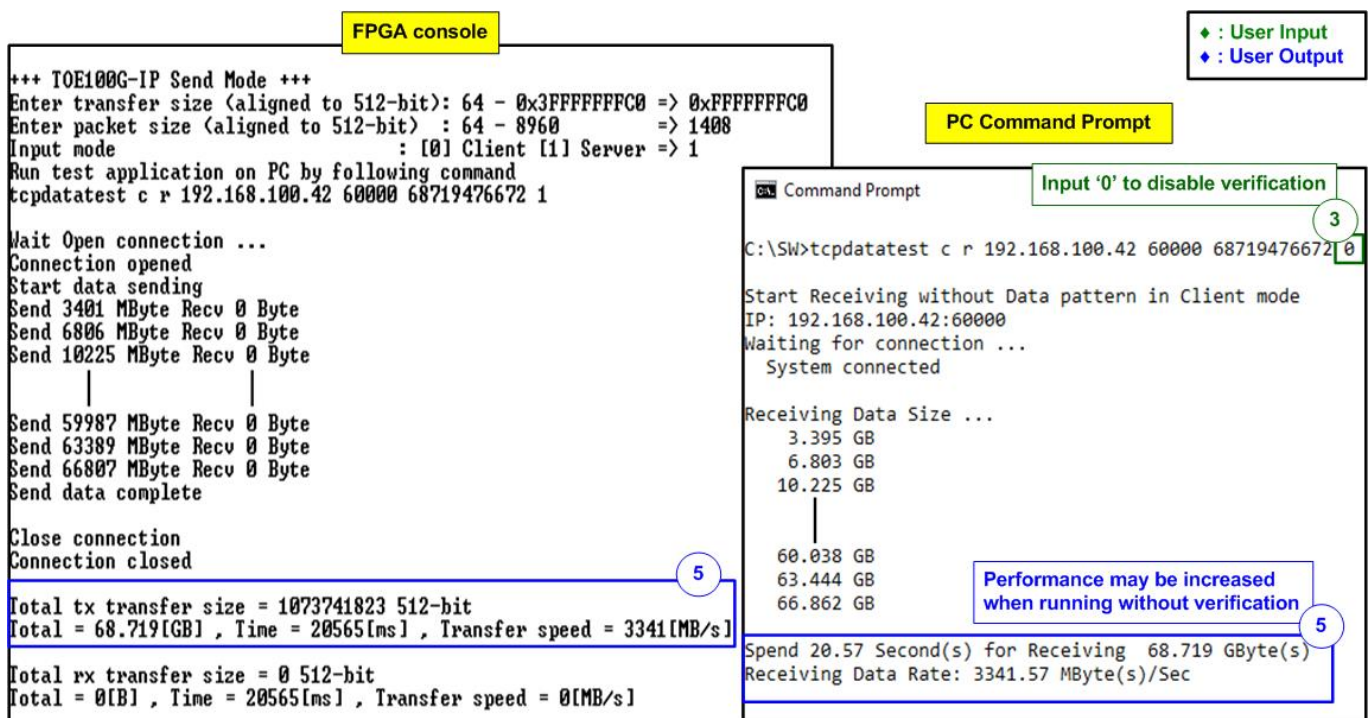 FPGA console
♦ : User Input
♦ : User Output
+++ TOE100G-IP Send Mode +++
Enter transfer size (aligned to 512-bit): 64 - 0x3FFFFFFFC0 => 0xFFFFFFFC0
Enter packet size (aligned to 512-bit) : 64 - 8960 => 1408
Input mode : [0] Client [1] Server => 1
Run test application on PC by following command
tcpdatatest c r 192.168.100.42 60000 68719476672 1
Wait Open connection ...
Connection opened
Start data sending
Send 3401 MByte Recv 0 Byte
Send 6806 MByte Recv 0 Byte
Send 10225 MByte Recv 0 Byte
Send 59987 MByte Recv 0 Byte
Send 63389 MByte Recv 0 Byte
Send 66807 MByte Recv 0 Byte
Send data complete
Close connection
Connection closed
5
Total tx transfer size = 1073741823 512-bit
Total = 68.719[GB] , Time = 20565[ms] , Transfer speed = 3341[MB/s]
Total rx transfer size = 0 512-bit
Total = 0[B] , Time = 20565[ms] , Transfer speed = 0[MB/s]
PC Command Prompt
C:\. Command Prompt
Input ‘0’ to disable verification
3
C:\SW>tcpdatatest c r 192.168.100.42 60000 68719476672 0
Start Receiving without Data pattern in Client mode
IP: 192.168.100.42:60000
Waiting for connection ...
System connected
Receiving Data Size ...
3.395 GB
6.803 GB
10.225 GB
60.038 GB
63.444 GB
66.862 GB
Performance may be increased
when running without verification
5
Spend 20.57 Second(s) for Receiving 68.719 GByte(s)
Receiving Data Rate: 3341.57 MByte(s)/Sec